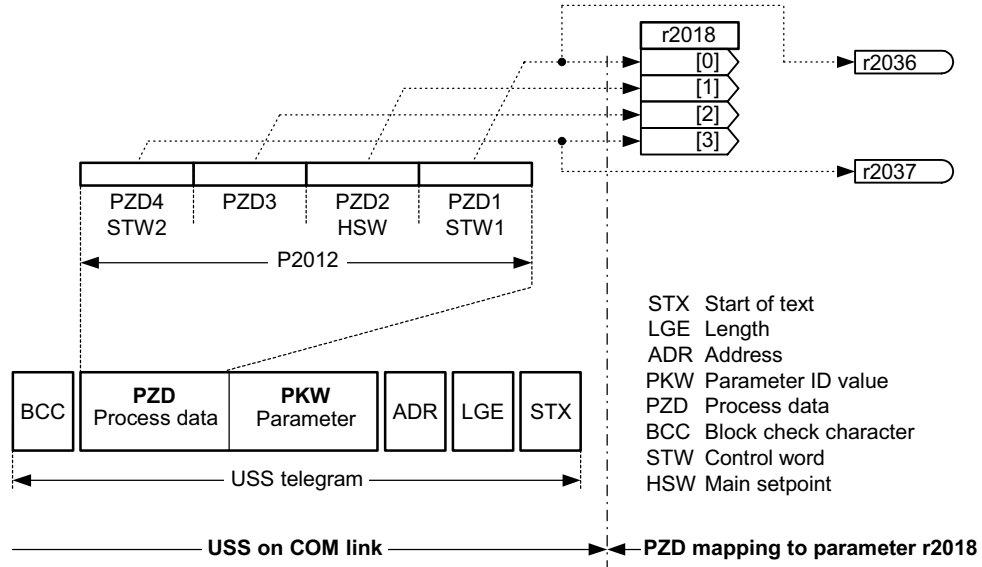 r2018
[0]
[1]
[2]
[3]
r2036
r2037
PZD4 PZD3 PZD2 PZD1
STW2 HSW STW1
P2012
STX Start of text
LGE Length
ADR Address
PKW Parameter ID value
PZD Process data
BCC Block check character
STW Control word
HSW Main setpoint
BCC
PZD
Process data
PKW
Parameter
ADR
LGE
STX
USS telegram
USS on COM link
PZD mapping to parameter r2018